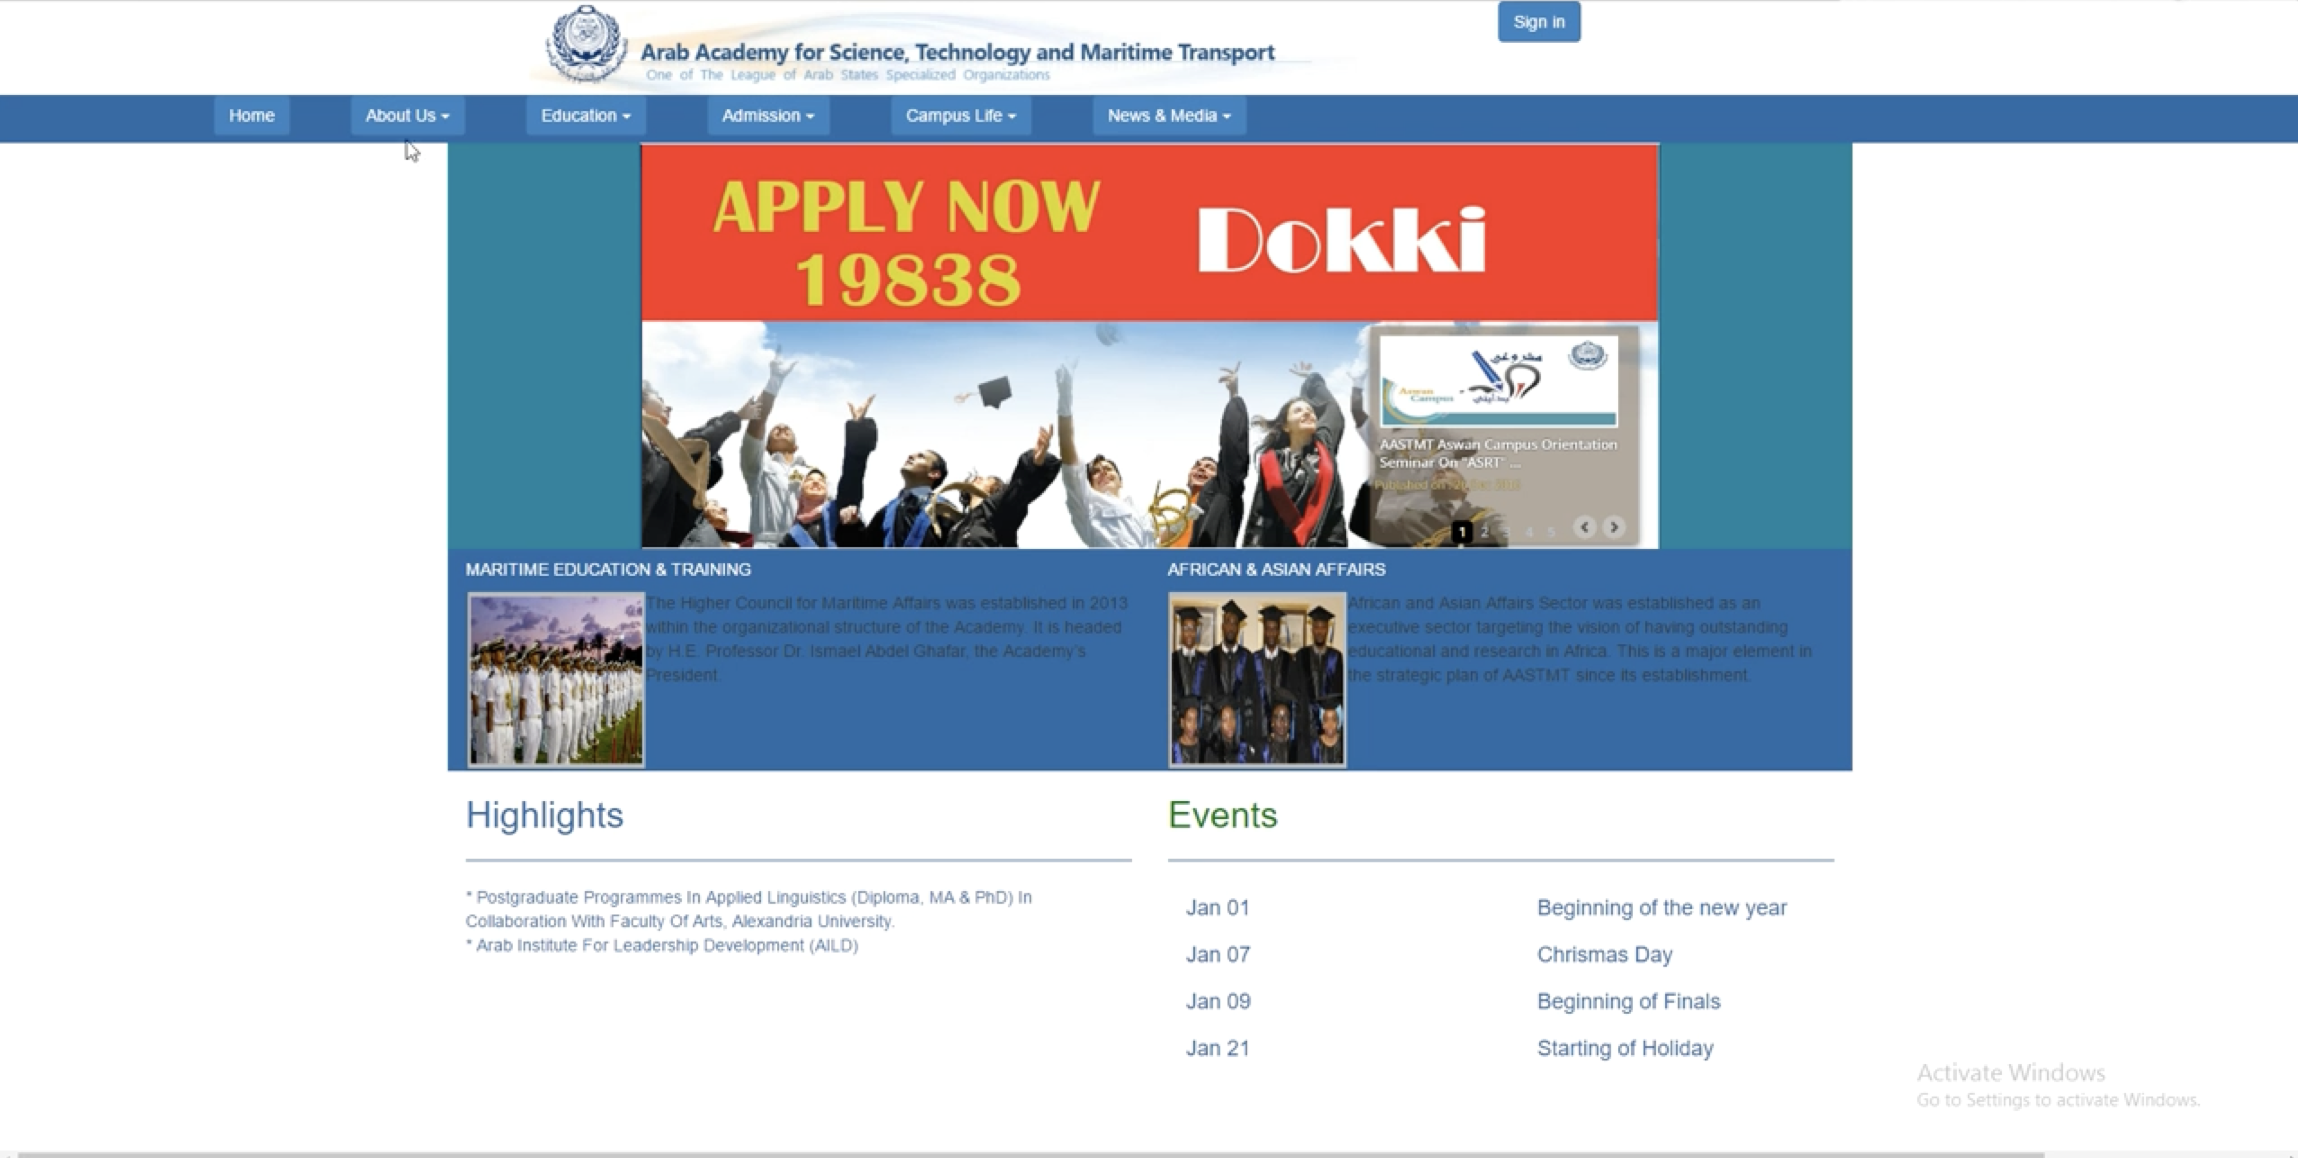 Sign in
Arab Academy for Science, Technology and Maritime Transport
One of The League of Arab States Specialized Organizations
Home
About Us
Education
Admission
Campus Life
News & Media
APPLY NOW
19838
Dokki
مشروعي
بدايتي
Aswan
Campus
AASTMT Aswan Campus Orientation
Seminar On "ASRT" ...
Published on
1 2 3 4 5
MARITIME EDUCATION & TRAINING
The Higher Council for Maritime Affairs was established in 2013
within the organizational structure of the Academy. It is headed
by H.E. Professor Dr. Ismael Abdel Ghafar, the Academy's
President.
AFRICAN & ASIAN AFFAIRS
African and Asian Affairs Sector was established as an
executive sector targeting the vision of having outstanding
educational and research in Africa. This is a major element in
the strategic plan of AASTMT since its establishment.
Highlights
* Postgraduate Programmes In Applied Linguistics (Diploma, MA & PhD) In
Collaboration With Faculty Of Arts, Alexandria University.
* Arab Institute For Leadership Development (AILD)
Events
Jan 01 Beginning of the new year
Jan 07 Chrismas Day
Jan 09 Beginning of Finals
Jan 21 Starting of Holiday
Activate Windows
Go to Settings to activate Windows.